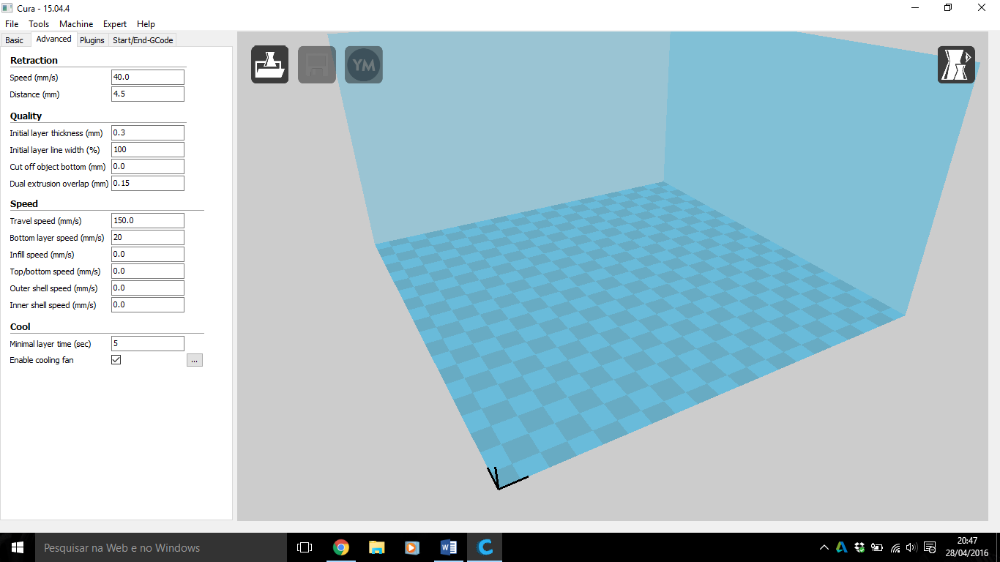 Cura - 15.04.4
File Tools Machine Expert Help
Basic Advanced Plugins Start/End-GCode
Retraction
Speed (mm/s) 40.0
Distance (mm) 4.5
Quality
Initial layer thickness (mm) 0.3
Initial layer line width (%) 100
Cut off object bottom (mm) 0.0
Dual extrusion overlap (mm) 0.15
Speed
Travel speed (mm/s) 150.0
Bottom layer speed (mm/s) 20
Infill speed (mm/s) 0.0
Top/bottom speed (mm/s) 0.0
Outer shell speed (mm/s) 0.0
Inner shell speed (mm/s) 0.0
Cool
Minimal layer time (sec) 5
Enable cooling fan ...
YM
Pesquisar na Web e no Windows
20:47
28/04/2016